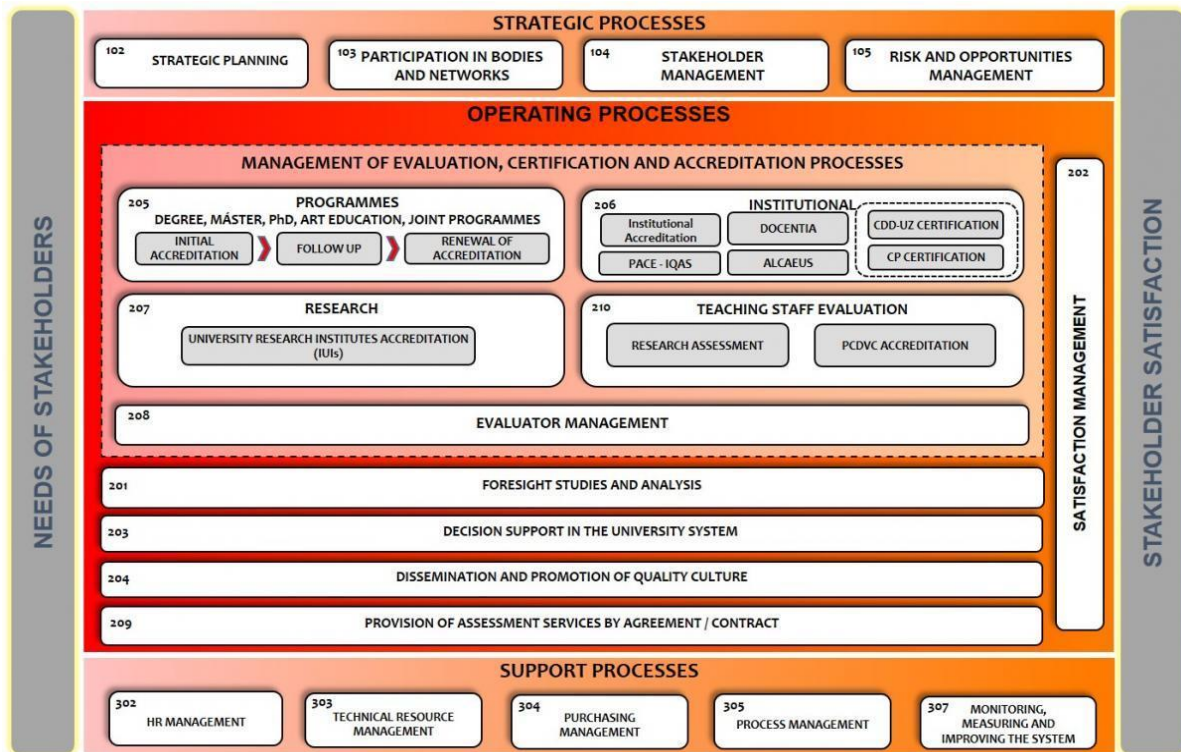 STRATEGIC PROCESSES
102
STRATEGIC PLANNING
103 PARTICIPATION IN BODIES
AND NETWORKS
104
STAKEHOLDER
MANAGEMENT
105
RISK AND OPPORTUNITIES
MANAGEMENT
NEEDS OF STAKEHOLDERS
OPERATING PROCESSES
MANAGEMENT OF EVALUATION, CERTIFICATION AND ACCREDITATION PROCESSES
205
PROGRAMMES
DEGREE, MÁSTER, PhD, ART EDUCATION, JOINT PROGRAMMES
INITIAL
ACCREDITATION
FOLLOW UP
RENEWAL OF
ACCREDITATION
206
INSTITUTIONAL
Institutional
Accreditation
DOCENTIA
CDD-UZ CERTIFICATION
PACE - IQAS
ALCAEUS
CP CERTIFICATION
207
RESEARCH
UNIVERSITY RESEARCH INSTITUTES ACCREDITATION
(IUIs)
210
TEACHING STAFF EVALUATION
RESEARCH ASSESSMENT
PCDVC ACCREDITATION
208
EVALUATOR MANAGEMENT
201
FORESIGHT STUDIES AND ANALYSIS
203
DECISION SUPPORT IN THE UNIVERSITY SYSTEM
204
DISSEMINATION AND PROMOTION OF QUALITY CULTURE
209
PROVISION OF ASSESSMENT SERVICES BY AGREEMENT / CONTRACT
202
SATISFACTION MANAGEMENT
STAKEHOLDER SATISFACTION
SUPPORT PROCESSES
302
HR MANAGEMENT
303
TECHNICAL RESOURCE
MANAGEMENT
304
PURCHASING
MANAGEMENT
305
PROCESS MANAGEMENT
307
MONITORING,
MEASURING AND
IMPROVING THE SYSTEM